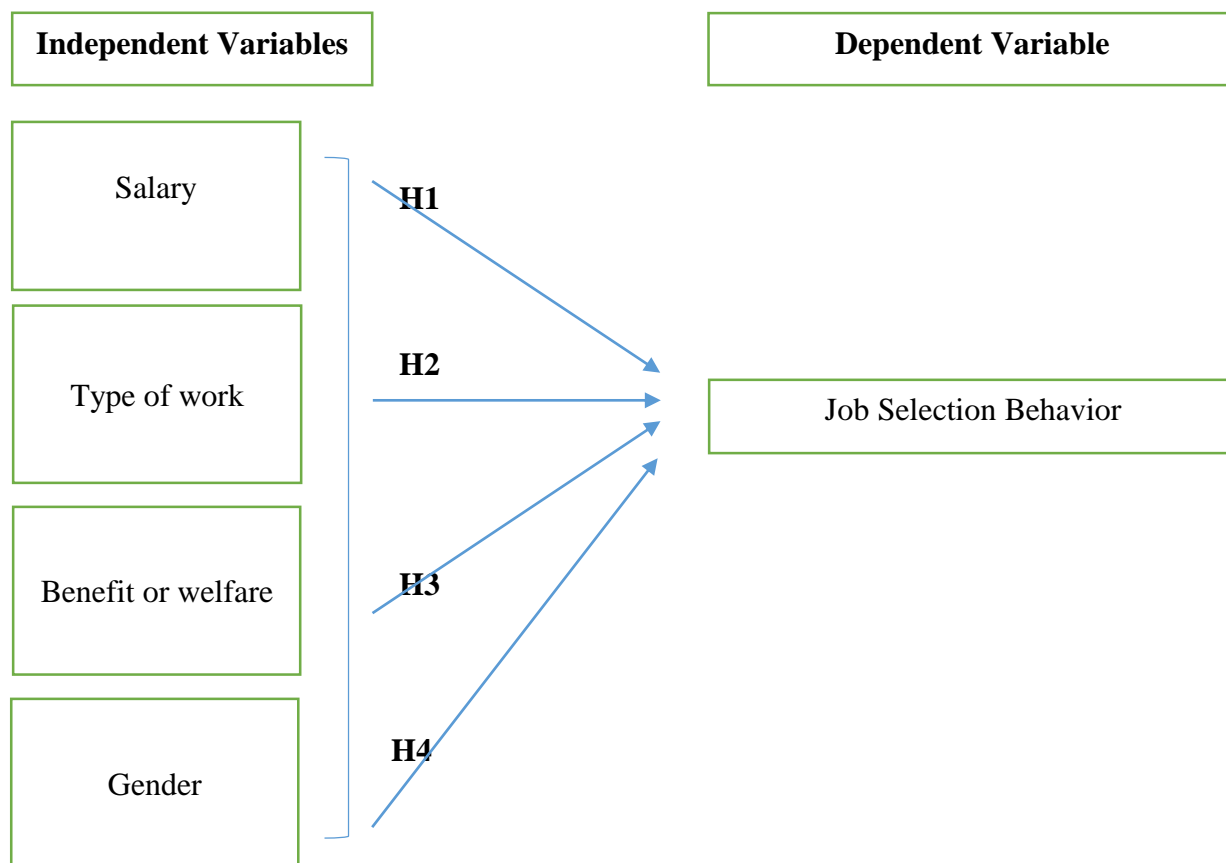 Independent Variables
Dependent Variable
Salary
H1
Type of work
H2
Job Selection Behavior
Benefit or welfare
H3
Gender
H4